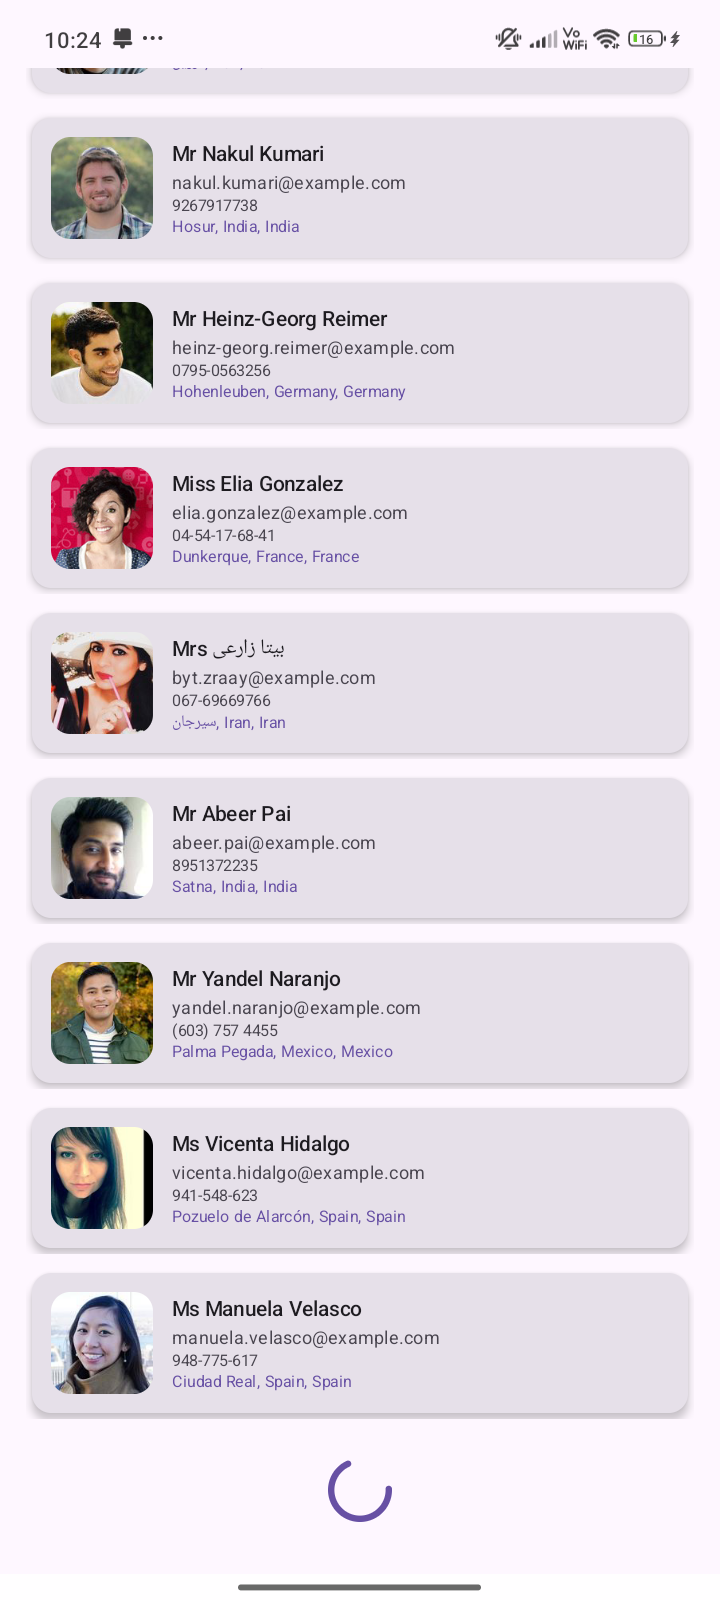 10:24
Vo
WiFi
16
Mr Nakul Kumari
nakul.kumari@example.com
9267917738
Hosur, India, India
Mr Heinz-Georg Reimer
heinz-georg.reimer@example.com
0795-0563256
Hohenleuben, Germany, Germany
Miss Elia Gonzalez
elia.gonzalez@example.com
04-54-17-68-41
Dunkerque, France, France
Mrs بیتا زارعی
byt.zraay@example.com
067-69669766
سیرجان, Iran, Iran
Mr Abeer Pai
abeer.pai@example.com
8951372235
Satna, India, India
Mr Yandel Naranjo
yandel.naranjo@example.com
(603) 757 4455
Palma Pegada, Mexico, Mexico
Ms Vicenta Hidalgo
vicenta.hidalgo@example.com
941-548-623
Pozuelo de Alarcón, Spain, Spain
Ms Manuela Velasco
manuela.velasco@example.com
948-775-617
Ciudad Real, Spain, Spain